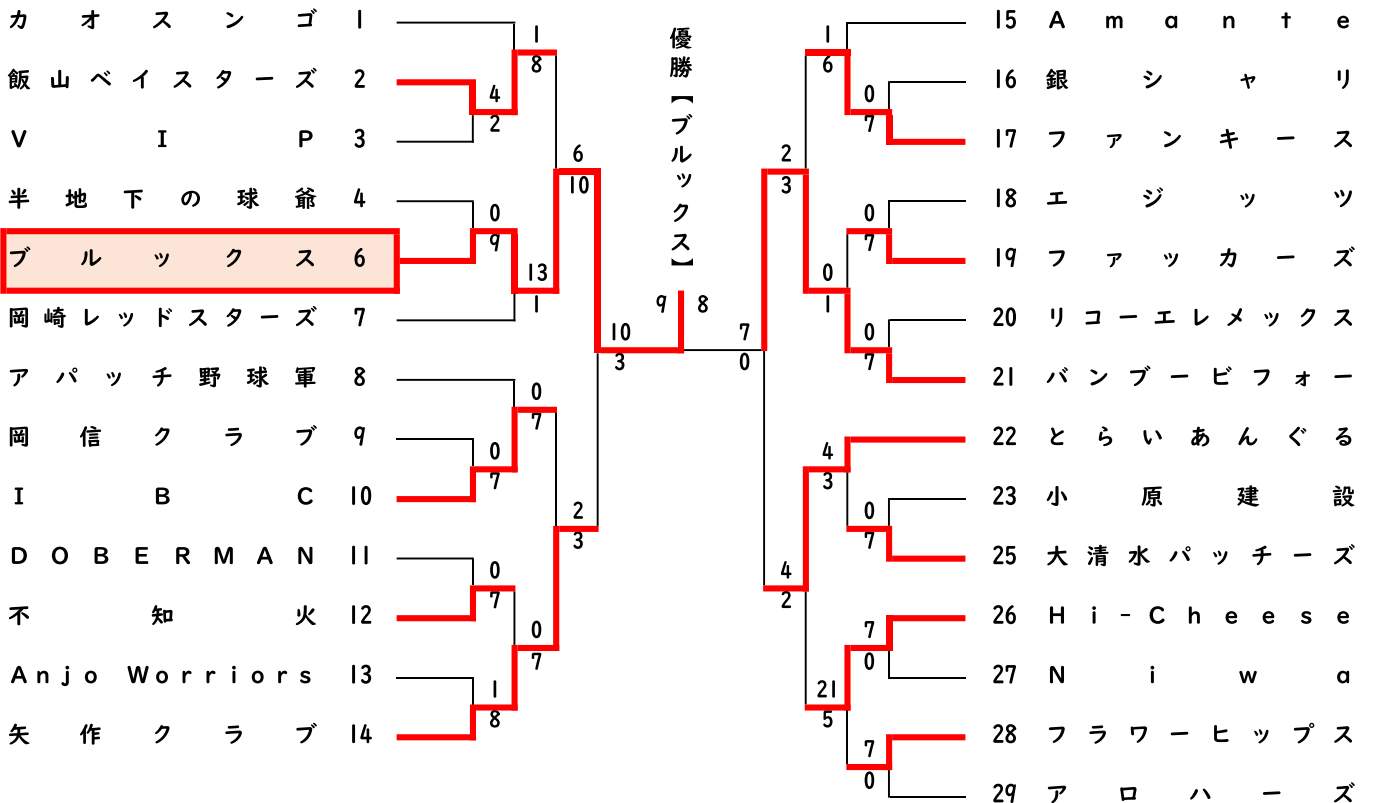 カオスンゴ 1
飯山ベイスターズ 2
VIP 3
半地下の球爺 4
ブルックス 6
岡崎レッドスターズ 7
アパッチ野球軍 8
岡信クラブ 9
IBC 10
DOBERMAN 11
不知火 12
Anjo Worriors 13
矢作クラブ 14
1
8
4
2
6
10
0
9
13
1
10
3
0
7
0
7
2
3
0
7
0
7
1
8
優勝【ブルックス】
9 8
1
6
0
7
2
3
0
7
0
1
0
7
7
0
4
3
0
7
4
2
7
0
21
5
7
0
15 Amante
16 銀シャリ
17 ファンキース
18 エジッツ
19 ファッカーズ
20 リコーエレメックス
21 バンブービフォー
22 とらいあんぐる
23 小原建設
25 大清水パッチーズ
26 Hi-Cheese
27 Niwa
28 フラワーヒップス
29 アロハーズ